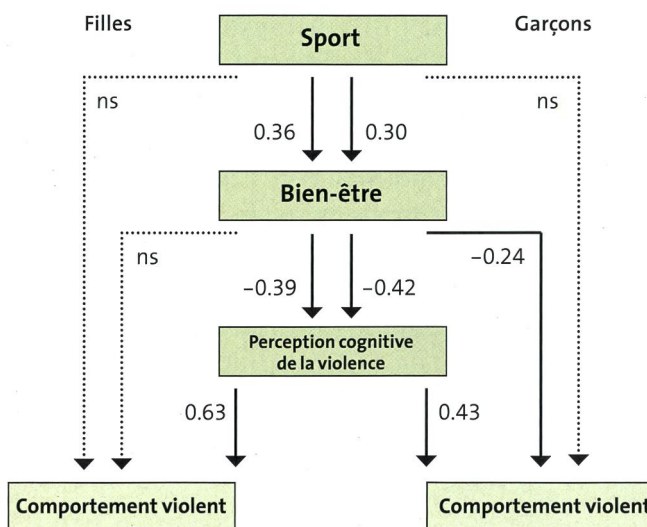 Filles
Sport
Garçons
ns
ns
0.36
0.30
Bien-être
ns
–0.24
–0.39
–0.42
Perception cognitive
de la violence
0.63
0.43
Comportement violent
Comportement violent